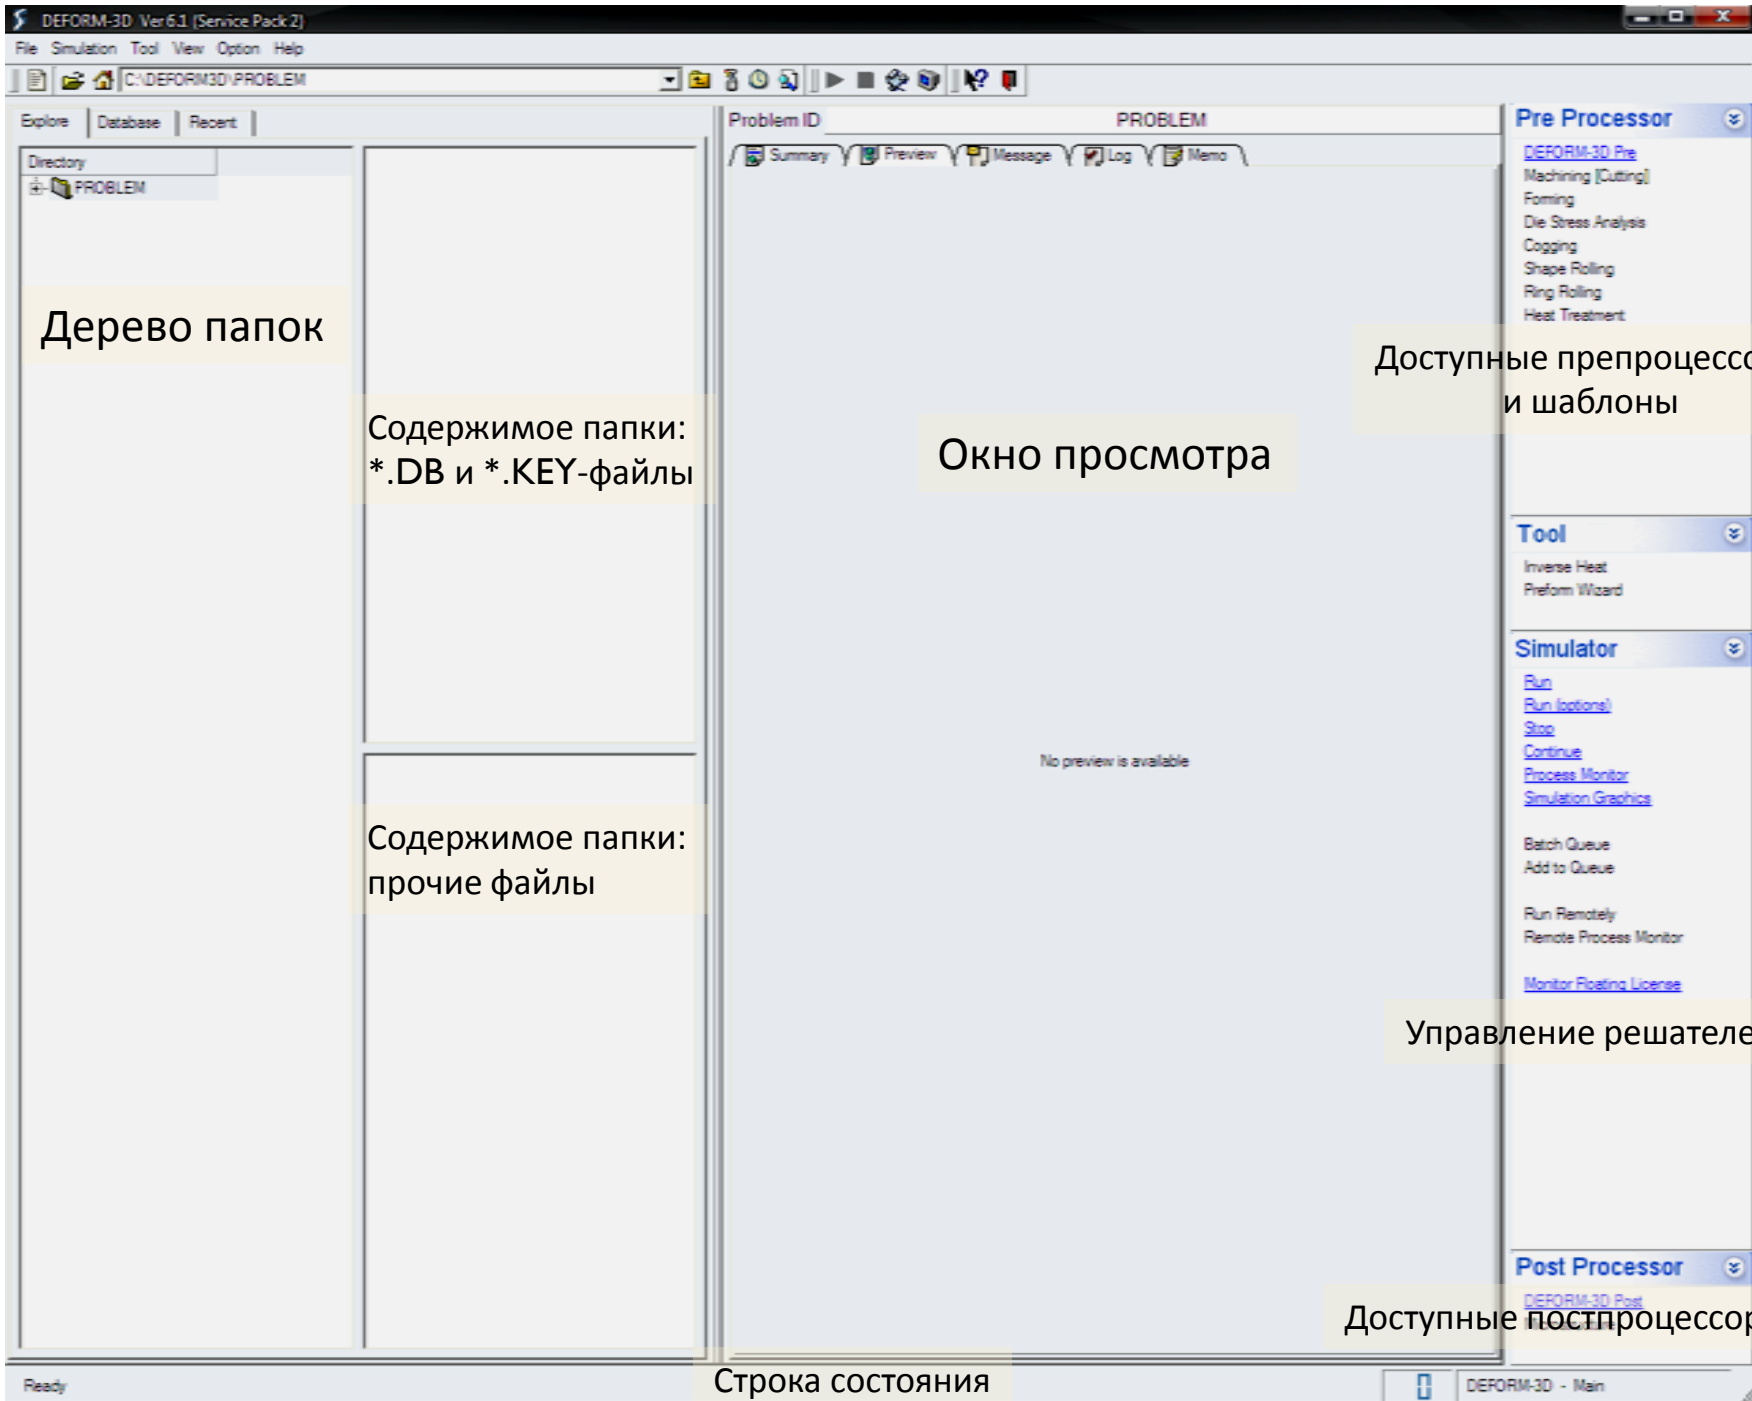 DEFORM-3D Ver 6.1 (Service Pack 2)
File Simulation Tool View Option Help
C:\DEFORM3D\PROBLEM
Explore Database Recent
Directory
PROBLEM
Дерево папок
Содержимое папки:
*.DB и *.KEY-файлы
Содержимое папки:
прочие файлы
Problem ID PROBLEM
Summary Preview Message Log Memo
Окно просмотра
No preview is available
Pre Processor
DEFORM-3D Pre
Machining [Cutting]
Forming
Die Stress Analysis
Cogging
Shape Rolling
Ring Rolling
Heat Treatment
Доступные препроцессо
и шаблоны
Tool
Inverse Heat
Preform Wizard
Simulator
Run
Run (options)
Stop
Continue
Process Monitor
Simulation Graphics
Batch Queue
Add to Queue
Run Remotely
Remote Process Monitor
Monitor Floating License
Управление решателе
Post Processor
DEFORM-3D Post
Доступные постпроцессор
Строка состояния
Ready
DEFORM-3D - Main